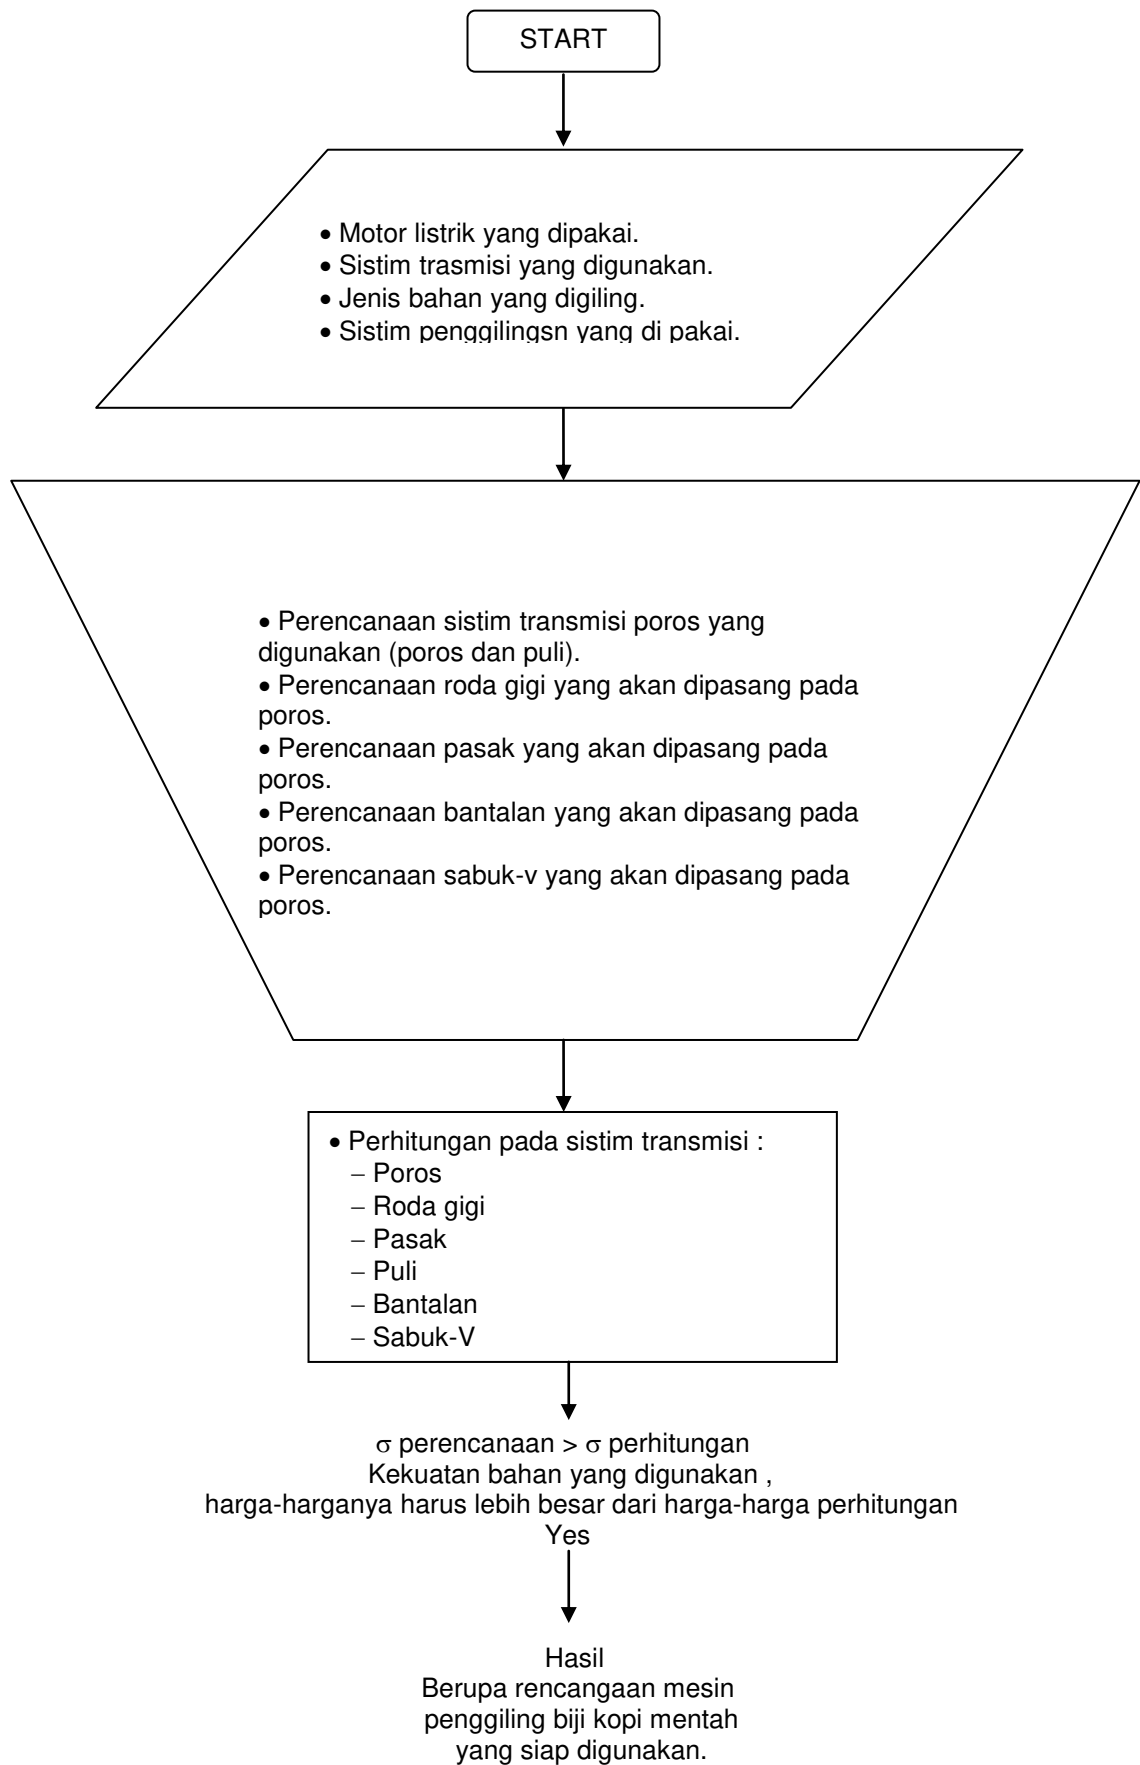 START
• Motor listrik yang dipakai.
• Sistim trasmisi yang digunakan.
• Jenis bahan yang digiling.
• Sistim penggilingsn yang di pakai.
• Perencanaan sistim transmisi poros yang
digunakan (poros dan puli).
• Perencanaan roda gigi yang akan dipasang pada
poros.
• Perencanaan pasak yang akan dipasang pada
poros.
• Perencanaan bantalan yang akan dipasang pada
poros.
• Perencanaan sabuk-v yang akan dipasang pada
poros.
• Perhitungan pada sistim transmisi :
– Poros
– Roda gigi
– Pasak
– Puli
– Bantalan
– Sabuk-V
σ perencanaan > σ perhitungan
Kekuatan bahan yang digunakan ,
harga-harganya harus lebih besar dari harga-harga perhitungan
Yes
Hasil
Berupa rencangaan mesin
penggiling biji kopi mentah
yang siap digunakan.